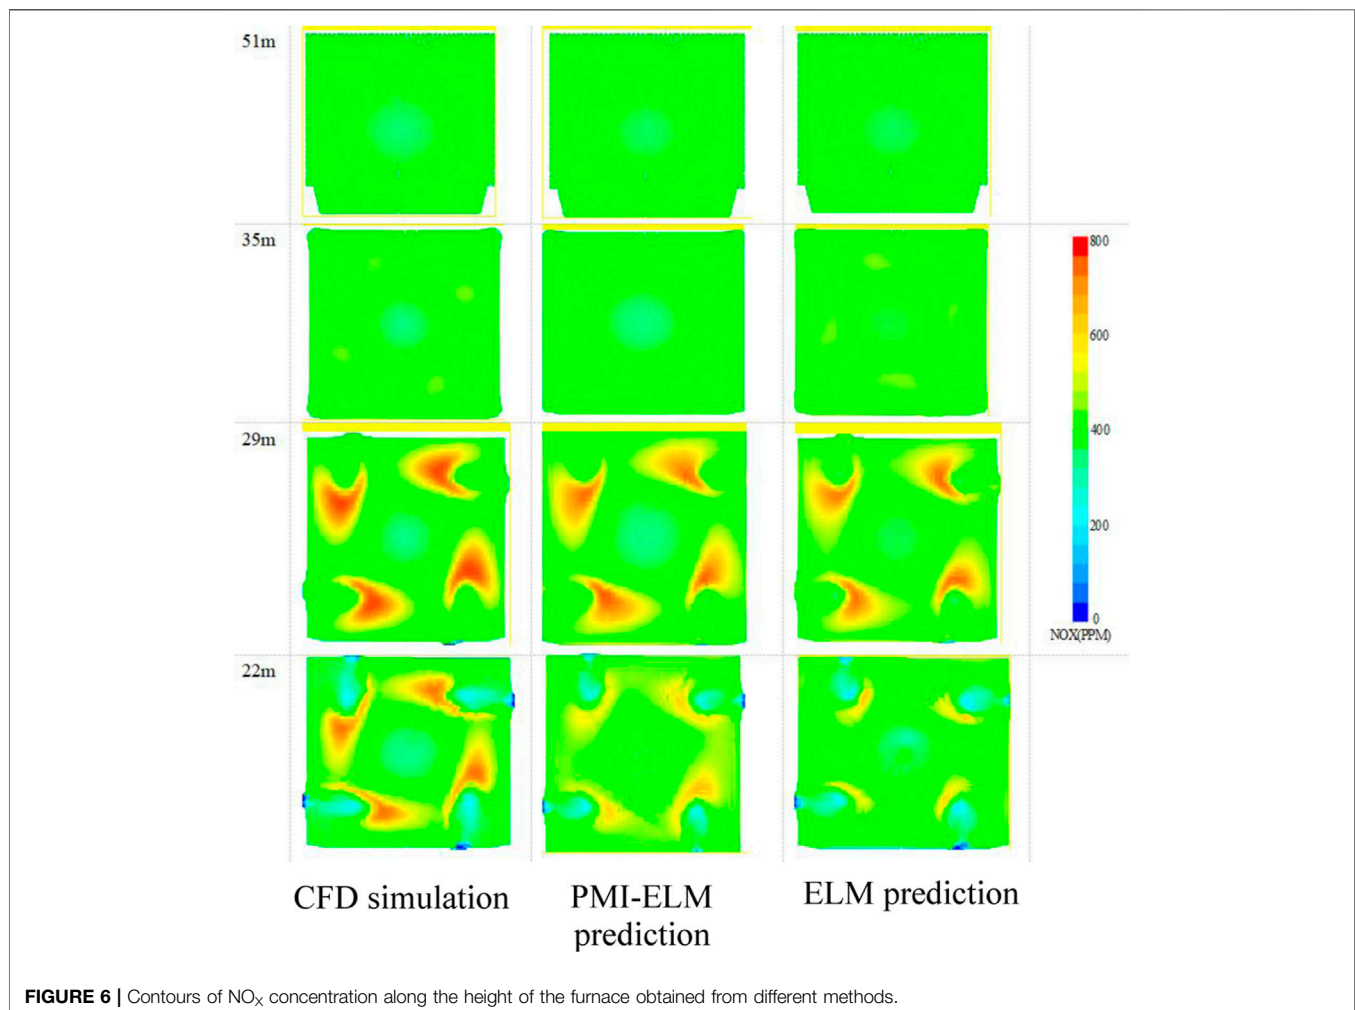 51m
35m
29m
22m
800
600
400
200
0
NOX(PPM)
CFD simulation
PMI-ELM
prediction
ELM prediction
FIGURE 6 | Contours of NOX concentration along the height of the furnace obtained from different methods.